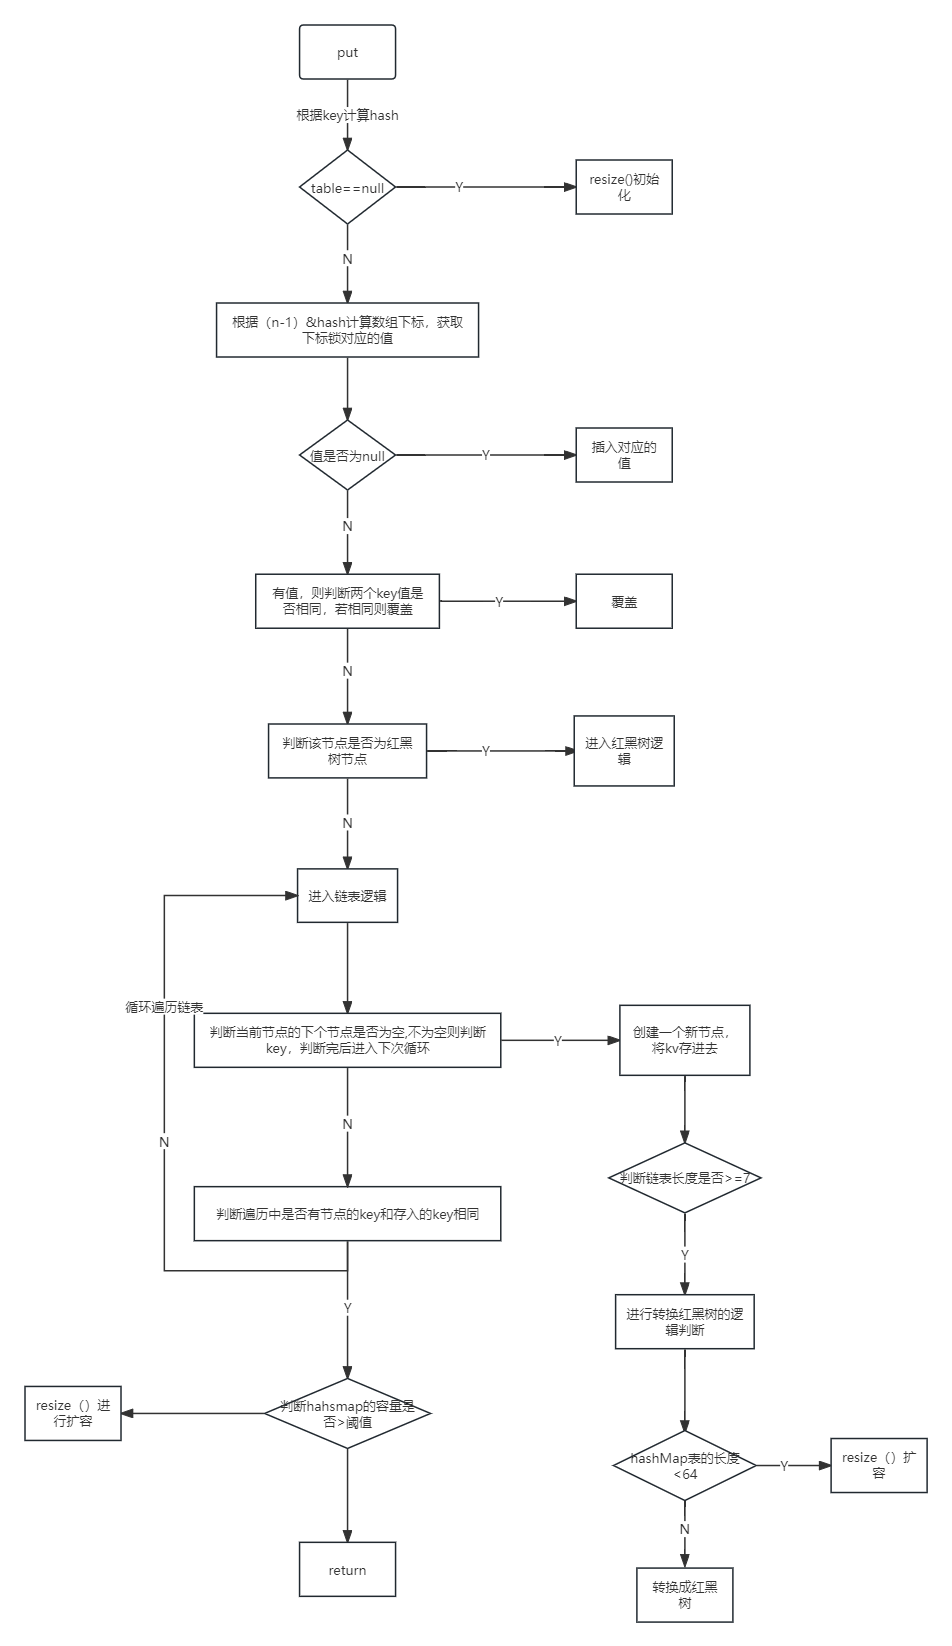 put
根据key计算hash
table==null
Y
resize()初始
化
N
根据（n-1）&hash计算数组下标，获取
下标锁对应的值
值是否为null
Y
插入对应的
值
N
有值，则判断两个key值是
否相同，若相同则覆盖
Y
覆盖
N
判断该节点是否为红黑
树节点
Y
进入红黑树逻
辑
N
进入链表逻辑
循环遍历链表
判断当前节点的下个节点是否为空,不为空则判断
key，判断完后进入下次循环
Y
创建一个新节点，
将kv存进去
N
N
判断链表长度是否>=7
判断遍历中是否有节点的key和存入的key相同
Y
Y
进行转换红黑树的逻
辑判断
判断hahsmap的容量是
否>阈值
resize（）进
行扩容
hashMap表的长度
<64
Y
resize（）扩
容
N
return
转换成红黑
树